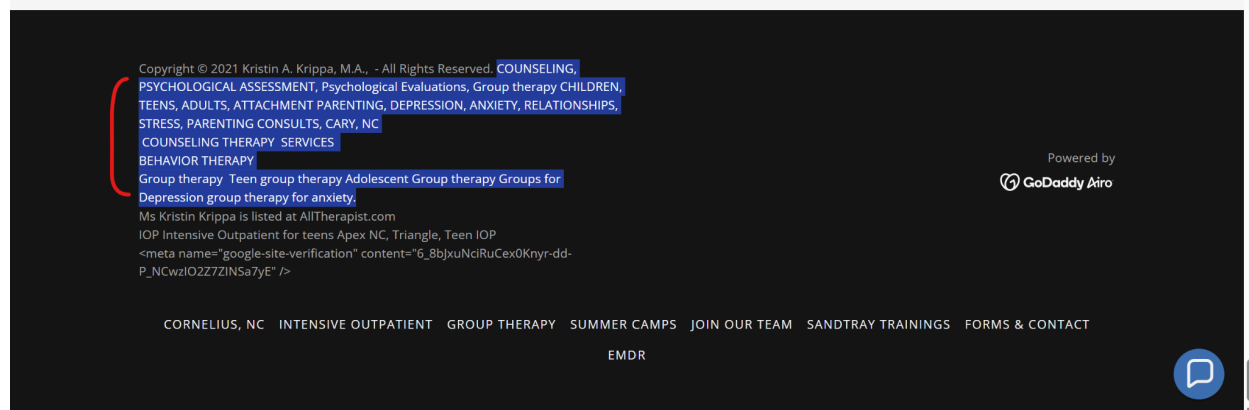 Copyright © 2021 Kristin A. Krippa, M.A., - All Rights Reserved. COUNSELING,
PSYCHOLOGICAL ASSESSMENT, Psychological Evaluations, Group therapy CHILDREN,
TEENS, ADULTS, ATTACHMENT PARENTING, DEPRESSION, ANXIETY, RELATIONSHIPS,
STRESS, PARENTING CONSULTS, CARY, NC
COUNSELING THERAPY SERVICES
BEHAVIOR THERAPY
Group therapy Teen group therapy Adolescent Group therapy Groups for
Depression group therapy for anxiety.
Ms Kristin Krippa is listed at AllTherapist.com
IOP Intensive Outpatient for teens Apex NC, Triangle, Teen IOP
<meta name="google-site-verification" content="6_8bJxuNciRuCex0Knyr-dd-
P_NCwzIO2Z7ZINSa7yE" />
Powered by
GoDaddy Airo
CORNELIUS, NC INTENSIVE OUTPATIENT GROUP THERAPY SUMMER CAMPS JOIN OUR TEAM SANDTRAY TRAININGS FORMS & CONTACT
EMDR